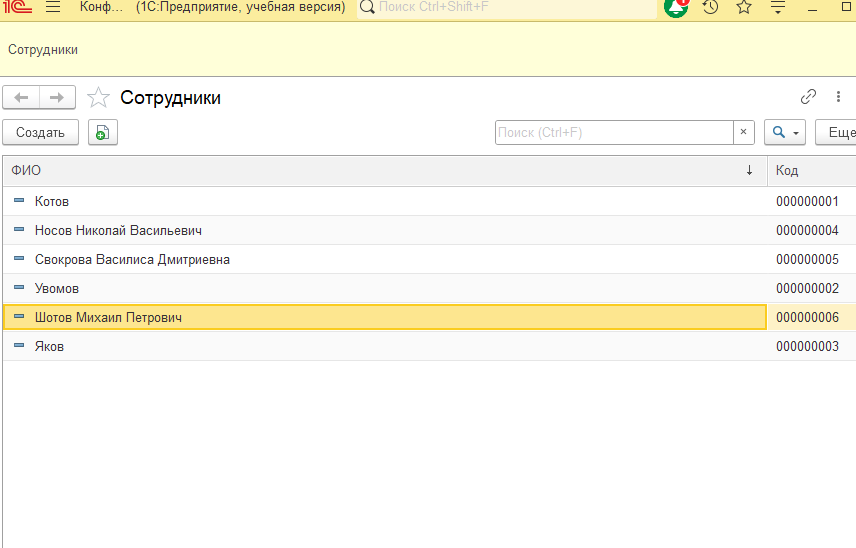 1С Конф... (1С:Предприятие, учебная версия) Поиск Ctrl+Shift+F
Сотрудники
Сотрудники
Создать Поиск (Ctrl+F) × Еще
ФИО ↓ Код
Котов 000000001
Носов Николай Васильевич 000000004
Свокрова Василиса Дмитриевна 000000005
Увомов 000000002
Шотов Михаил Петрович 000000006
Яков 000000003